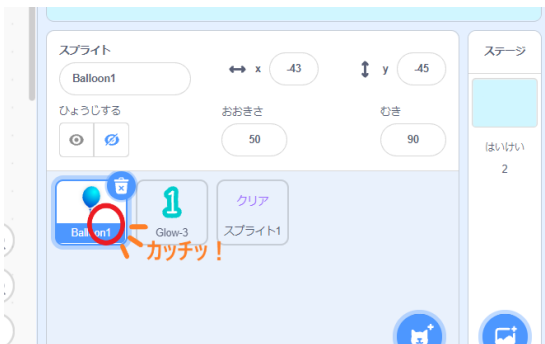 スプライト
ステージ
Balloon1
x -43
y -45
ひょうじする
おおきさ
むき
50
90
はいけい
2
1
クリア
Balloon1
Glow-3
スプライト1
カッチッ!